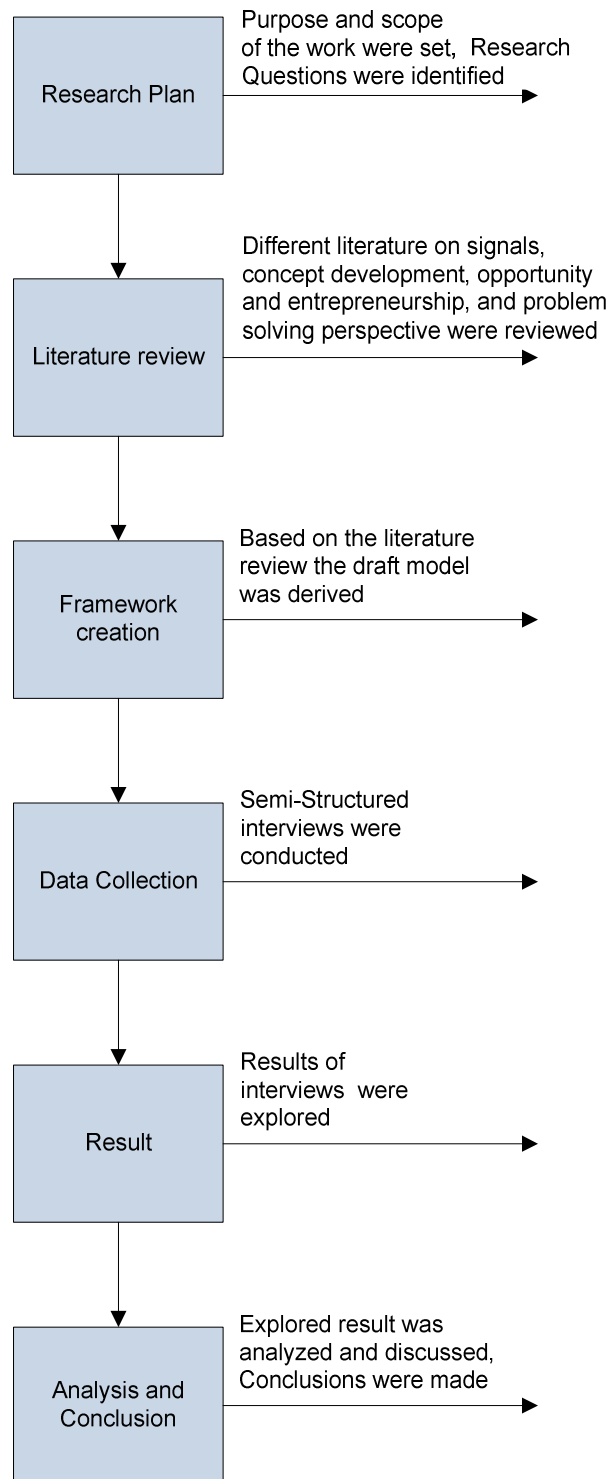 Purpose and scope
of the work were set,  Research
Questions were identified
Research Plan
Different literature on signals,
concept development, opportunity
and entrepreneurship, and problem
solving perspective were reviewed
Literature review
Based on the literature
review the draft model
was derived
Framework
creation
Semi-Structured
interviews were
conducted
Data Collection
Results of
interviews  were
explored
Result
Explored result was
analyzed and discussed,
Conclusions were made
Analysis and
Conclusion